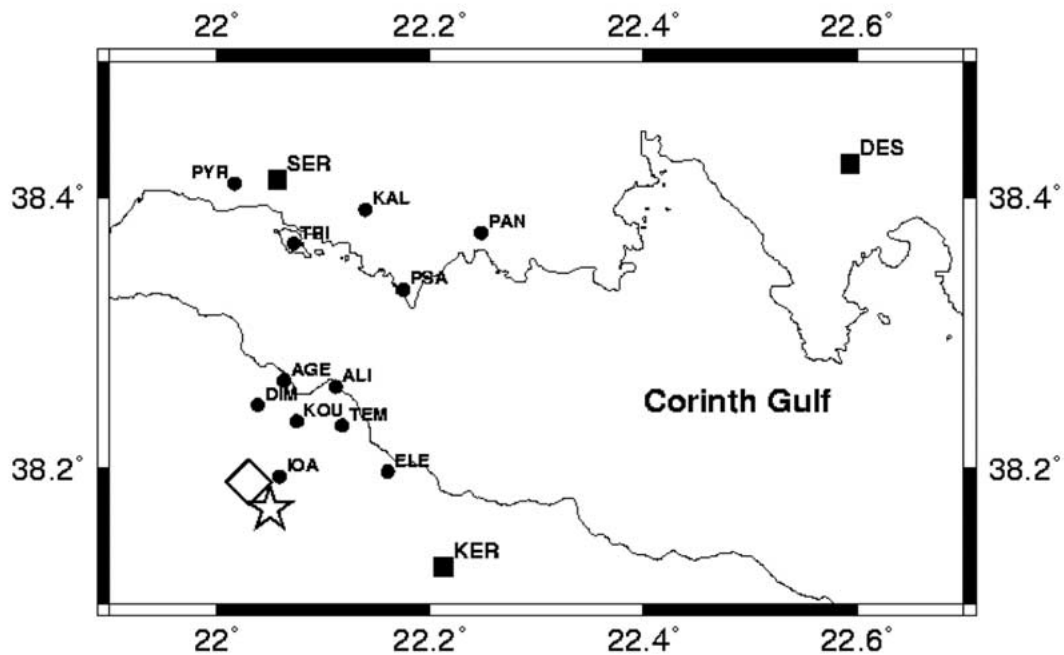 22° 22.2° 22.4° 22.6°
PYR SER DES
38.4° 38.4°
KAL
TRI PAN
PSA
AGE ALI
DIM Corinth Gulf
KOU TEM
38.2° IOA ELE 38.2°
KER
22° 22.2° 22.4° 22.6°